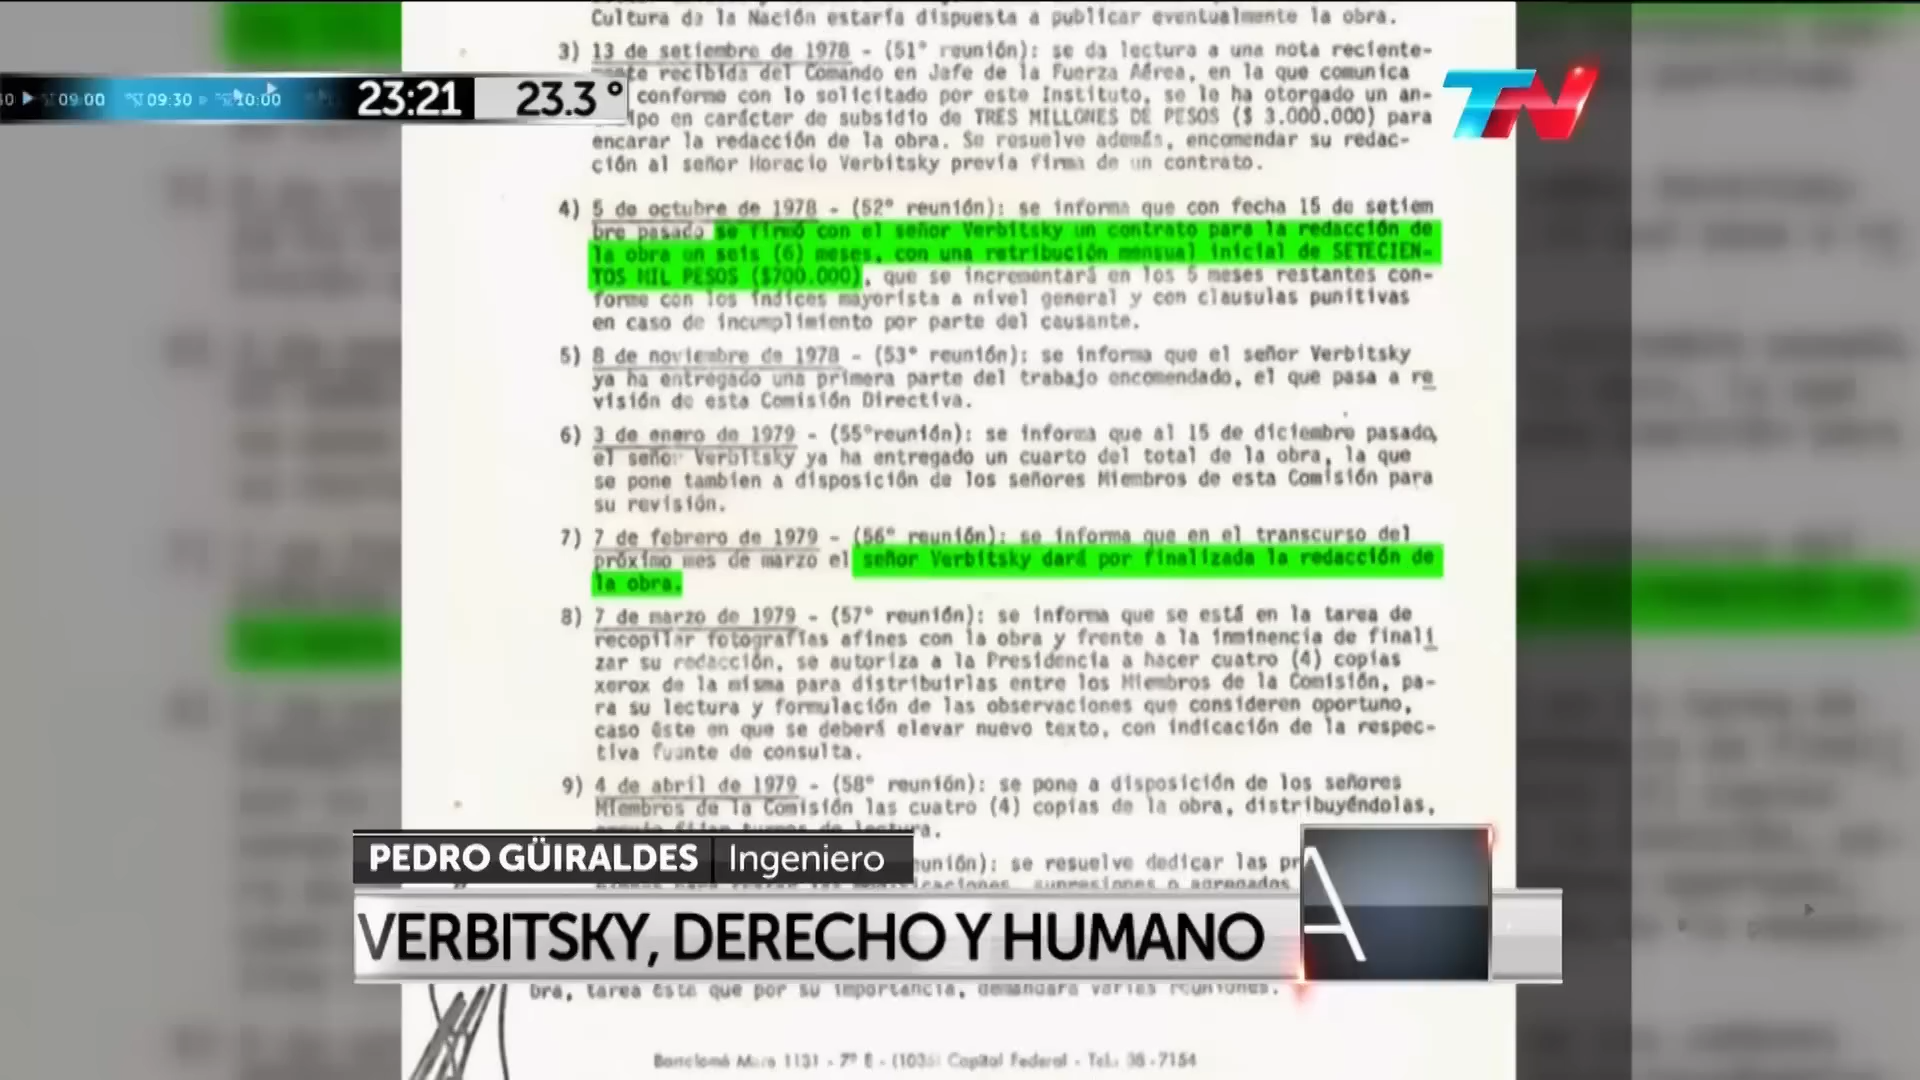 Cultura de la Nación estaría dispuesta a publicar eventualmente la obra.
3) 13 de setiembre de 1978 - (51° reunión): se da lectura a una nota reciente-
te recibida del Comando en Jefe de la Fuerza Aérea, en la que comunica
conforme con lo solicitado por este Instituto, se le ha otorgado un an-
ipo en carácter de subsidio de TRES MILLONES DE PESOS ($ 3.000.000) para
encarar la redacción de la obra. Se resuelve además, encomendar su redac-
ción al señor Horacio Verbitsky previa firma de un contrato.
09:00 09:30 10:00
23:21 23.3°
TN
4) 5 de octubre de 1978 - (52° reunión): se informa que con fecha 15 de setiem
bre pasado se firmó con el señor Verbitsky un contrato para la redacción de
la obra en seis (6) meses, con una retribución mensual inicial de SETECIEN-
TOS MIL PESOS ($700.000), que se incrementará en los 5 meses restantes con-
forme con los índices mayorista a nivel general y con clausulas punitivas
en caso de incumplimiento por parte del causante.
5) 8 de noviembre de 1978 - (53° reunión): se informa que el señor Verbitsky
ya ha entregado una primera parte del trabajo encomendado, el que pasa a re
visión de esta Comisión Directiva.
6) 3 de enero de 1979 - (55°reunión): se informa que al 15 de diciembre pasado,
el señor Verbitsky ya ha entregado un cuarto del total de la obra, la que
se pone tambien a disposición de los señores Miembros de esta Comisión para
su revisión.
7) 7 de febrero de 1979 - (56° reunión): se informa que en el transcurso del
próximo mes de marzo el señor Verbitsky dará por finalizada la redacción de
la obra.
8) 7 de marzo de 1979 - (57° reunión): se informa que se está en la tarea de
recopilar fotografías afines con la obra y frente a la inminencia de finali
zar su redacción, se autoriza a la Presidencia a hacer cuatro (4) copias
xerox de la misma para distribuirlas entre los Miembros de la Comisión, pa-
ra su lectura y formulación de las observaciones que consideren oportuno,
caso éste en que se deberá elevar nuevo texto, con indicación de la respec-
tiva fuente de consulta.
9) 4 de abril de 1979 - (58° reunión): se pone a disposición de los señores
Miembros de la Comisión las cuatro (4) copias de la obra, distribuyéndolas,
unión): se resuelve dedicar las pr
PEDRO GÜIRALDES Ingeniero
VERBITSKY, DERECHO Y HUMANO
A
bra, tarea ésta que por su importancia, demandará varias reuniones.
1131 - 7° E - Capital Federal - Tel. 38-7154